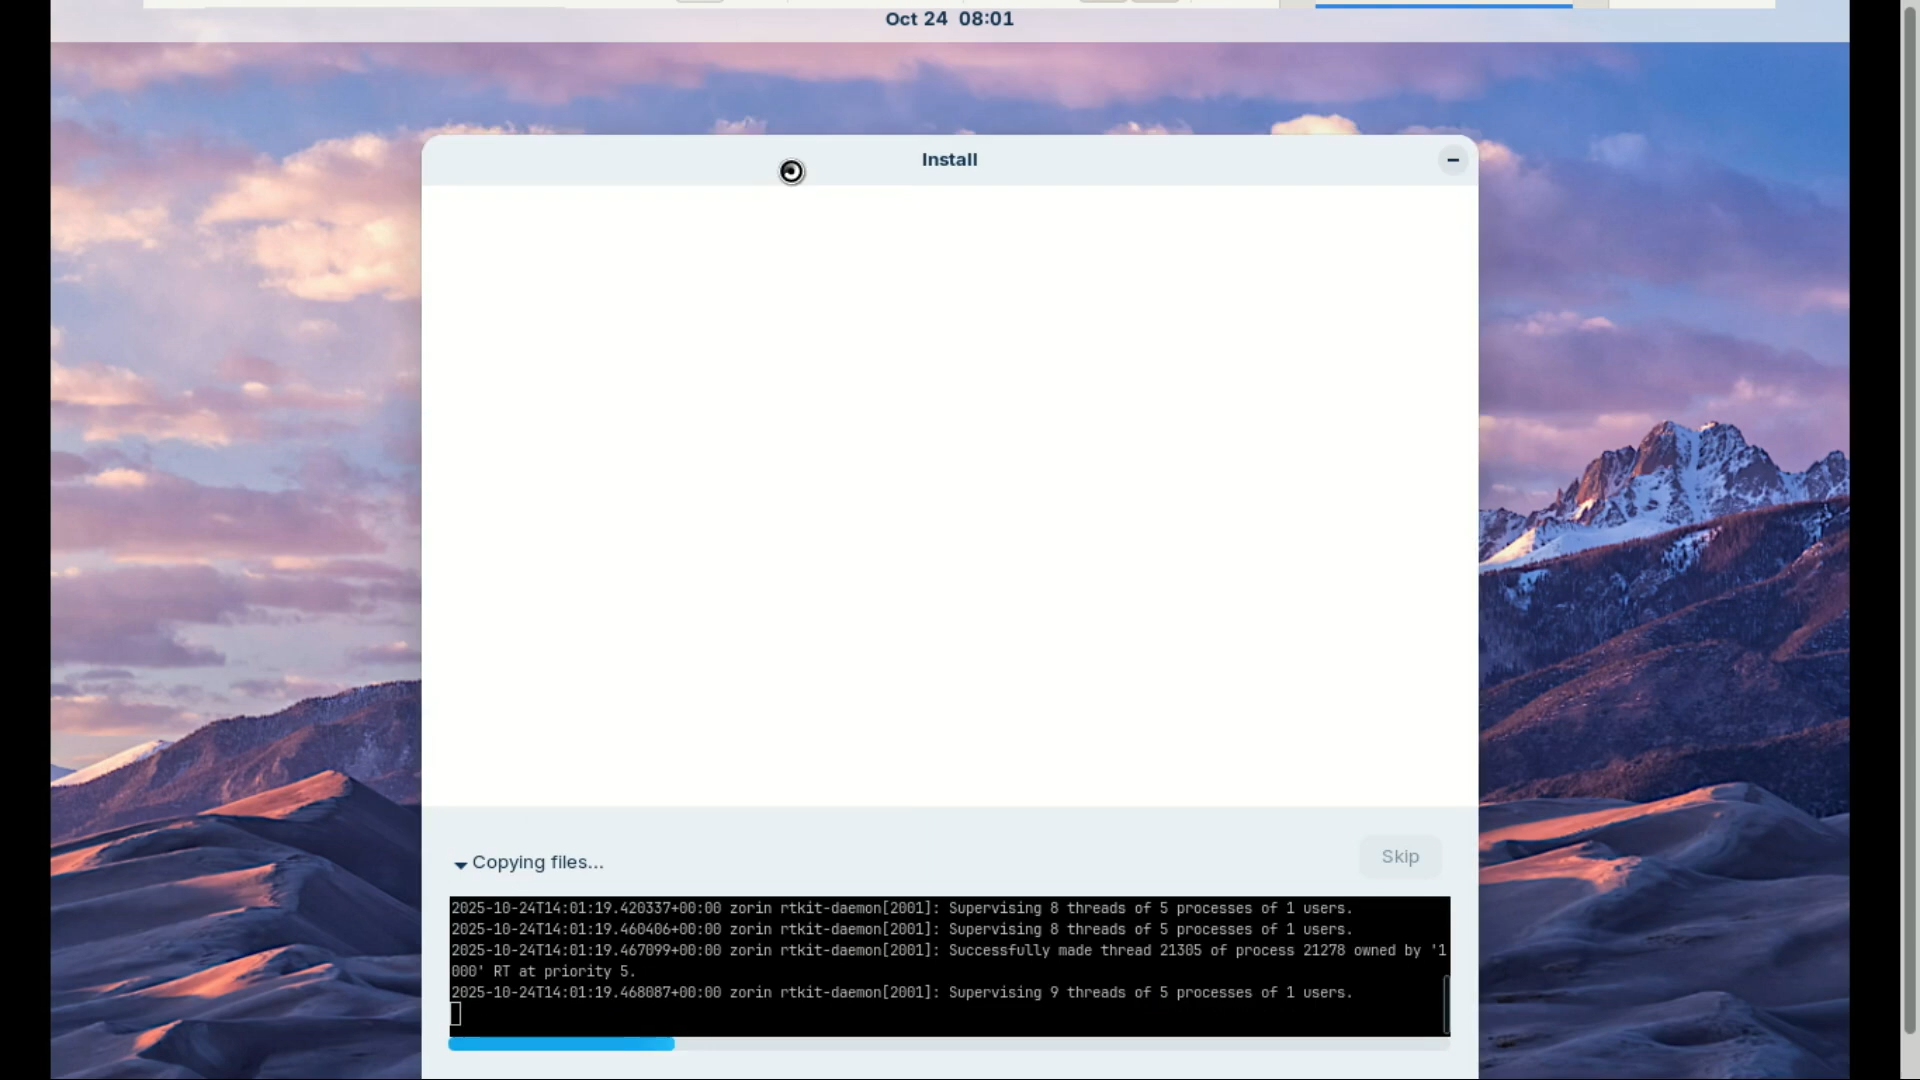 Oct 24 08:01
Install
Copying files...
Skip
2025-10-24T14:01:19.420337+00:00 zorin rtkit-daemon[2001]: Supervising 8 threads of 5 processes of 1 users.
2025-10-24T14:01:19.460406+00:00 zorin rtkit-daemon[2001]: Supervising 8 threads of 5 processes of 1 users.
2025-10-24T14:01:19.467099+00:00 zorin rtkit-daemon[2001]: Successfully made thread 21305 of process 21278 owned by '1
000' RT at priority 5.
2025-10-24T14:01:19.468087+00:00 zorin rtkit-daemon[2001]: Supervising 9 threads of 5 processes of 1 users.